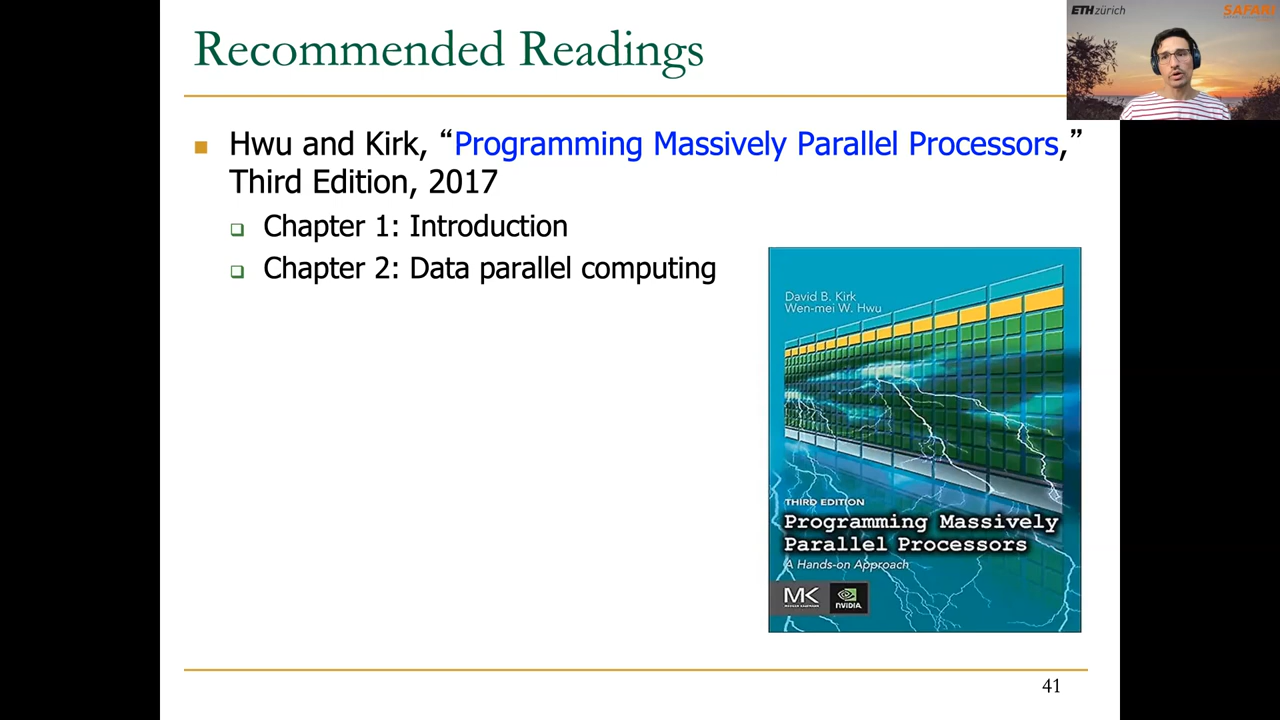 Recommended Readings
ETH zürich
SAFARI
Hwu and Kirk, “Programming Massively Parallel Processors,”
Third Edition, 2017
Chapter 1: Introduction
Chapter 2: Data parallel computing
David B. Kirk
Wen-mei W. Hwu
THIRD EDITION
Programming Massively
Parallel Processors
A Hands-on Approach
MK
NVIDIA
41